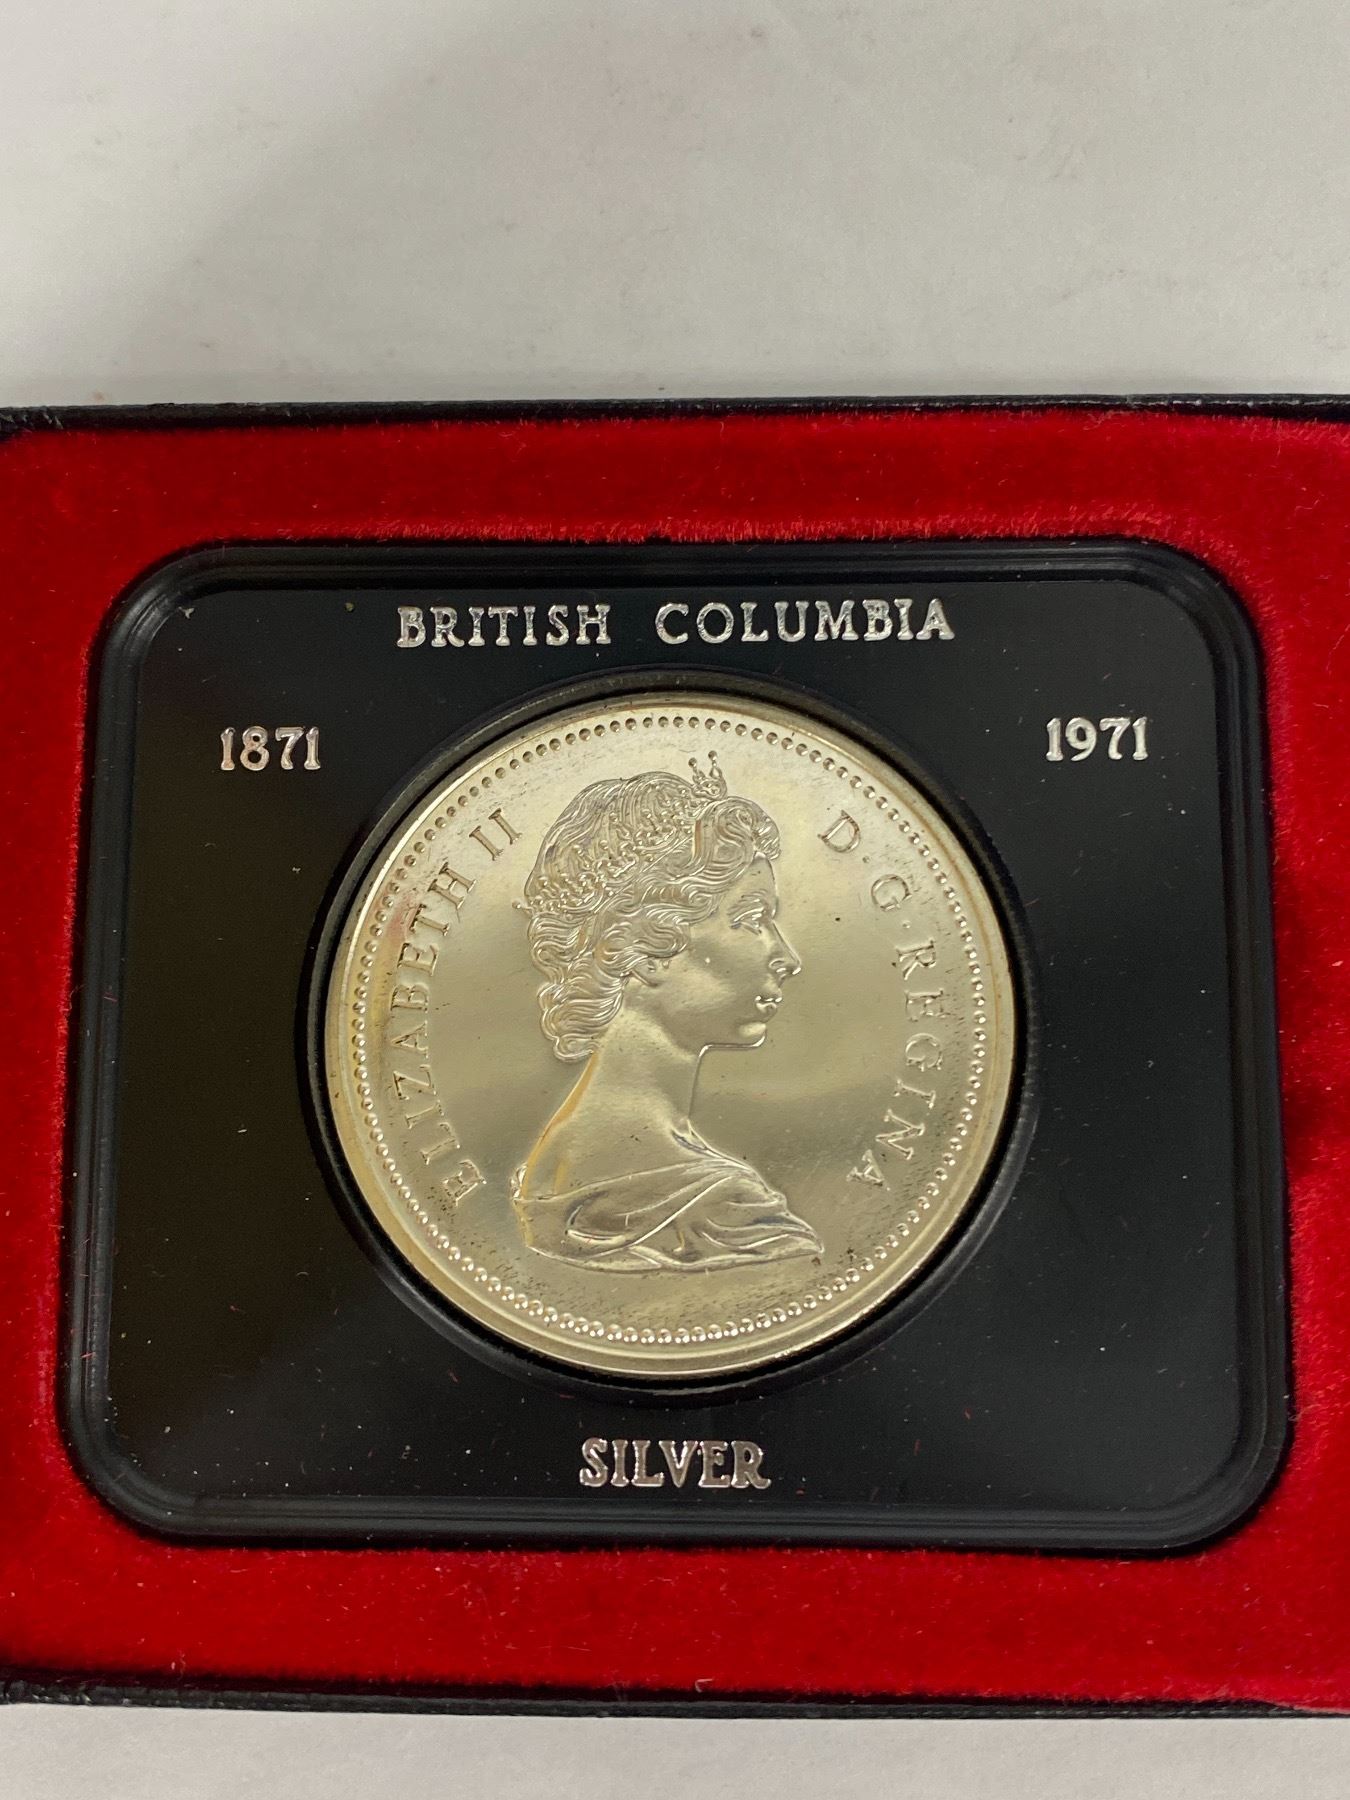 BRITISH COLUMBIA
1871
1971
ELIZABETH II
D·G·REGINA
SILVER